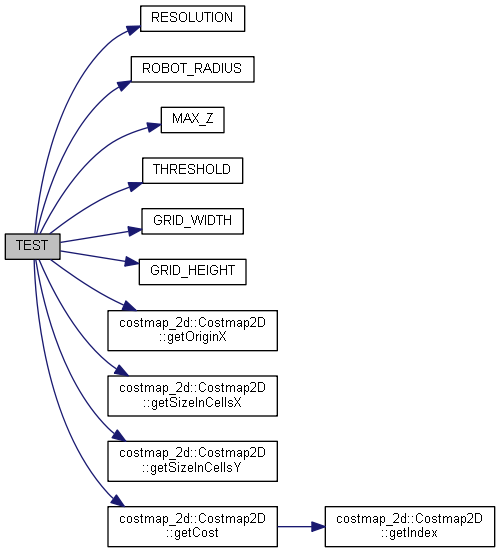 RESOLUTION
ROBOT_RADIUS
MAX_Z
THRESHOLD
GRID_WIDTH
TEST
GRID_HEIGHT
costmap_2d::Costmap2D
::getOriginX
costmap_2d::Costmap2D
::getSizeInCellsX
costmap_2d::Costmap2D
::getSizeInCellsY
costmap_2d::Costmap2D
::getCost
costmap_2d::Costmap2D
::getIndex